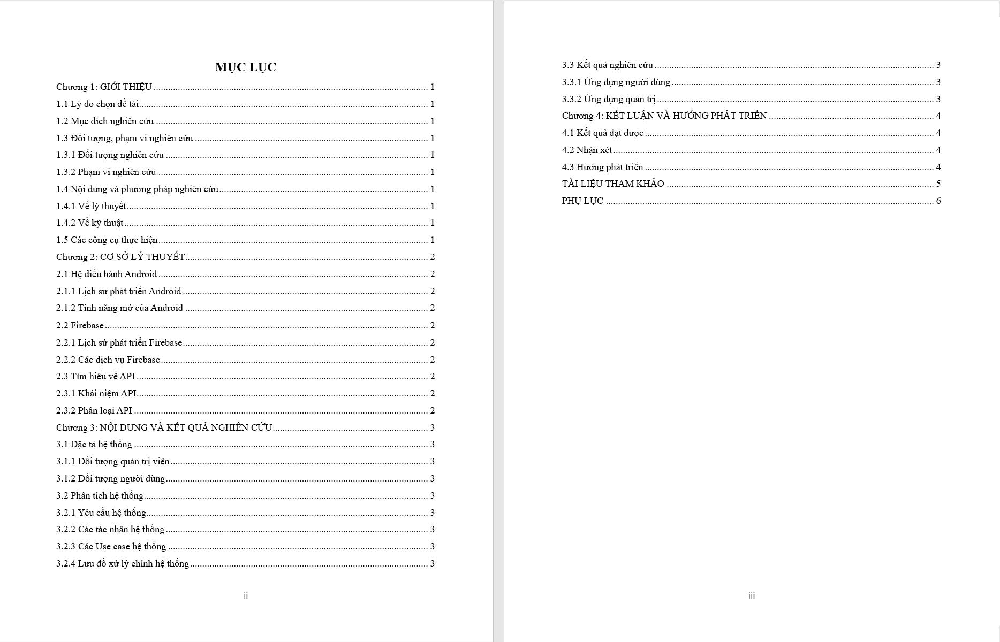 MỤC LỤC
Chương 1: GIỚI THIỆU ........ 1
1.1 Lý do chọn đề tài ........ 1
1.2 Mục đích nghiên cứu ........ 1
1.3 Đối tượng, phạm vi nghiên cứu ........ 1
1.3.1 Đối tượng nghiên cứu ........ 1
1.3.2 Phạm vi nghiên cứu ........ 1
1.4 Nội dung và phương pháp nghiên cứu ........ 1
1.4.1 Về lý thuyết ........ 1
1.4.2 Về kỹ thuật ........ 1
1.5 Các công cụ thực hiện ........ 1
Chương 2: CƠ SỞ LÝ THUYẾT ........ 2
2.1 Hệ điều hành Android ........ 2
2.1.1 Lịch sử phát triển Android ........ 2
2.1.2 Tính năng mở của Android ........ 2
2.2 Firebase ........ 2
2.2.1 Lịch sử phát triển Firebase ........ 2
2.2.2 Các dịch vụ Firebase ........ 2
2.3 Tìm hiểu về API ........ 2
2.3.1 Khái niệm API ........ 2
2.3.2 Phân loại API ........ 2
Chương 3: NỘI DUNG VÀ KẾT QUẢ NGHIÊN CỨU ........ 3
3.1 Đặc tả hệ thống ........ 3
3.1.1 Đối tượng quản trị viên ........ 3
3.1.2 Đối tượng người dùng ........ 3
3.2 Phân tích hệ thống ........ 3
3.2.1 Yêu cầu hệ thống ........ 3
3.2.2 Các tác nhân hệ thống ........ 3
3.2.3 Các Use case hệ thống ........ 3
3.2.4 Lưu đồ xử lý chính hệ thống ........ 3
ii
3.3 Kết quả nghiên cứu ........ 3
3.3.1 Ứng dụng người dùng ........ 3
3.3.2 Ứng dụng quản trị ........ 3
Chương 4: KẾT LUẬN VÀ HƯỚNG PHÁT TRIỂN ........ 4
4.1 Kết quả đạt được ........ 4
4.2 Nhận xét ........ 4
4.3 Hướng phát triển ........ 4
TÀI LIỆU THAM KHẢO ........ 5
PHỤ LỤC ........ 6
iii